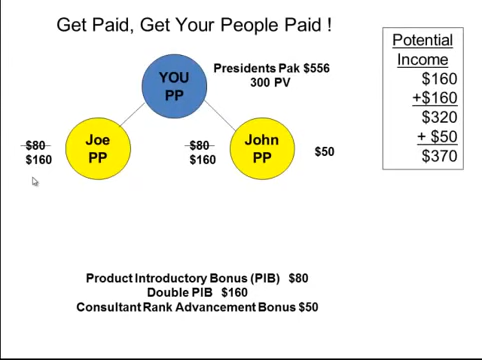 Get Paid, Get Your People Paid !
Potential
Income
$160
+$160
$320
+ $50
$370
YOU
PP
Presidents Pak $556
300 PV
$80
$160
Joe
PP
$80
$160
John
PP
$50
Product Introductory Bonus (PIB) $80
Double PIB $160
Consultant Rank Advancement Bonus $50